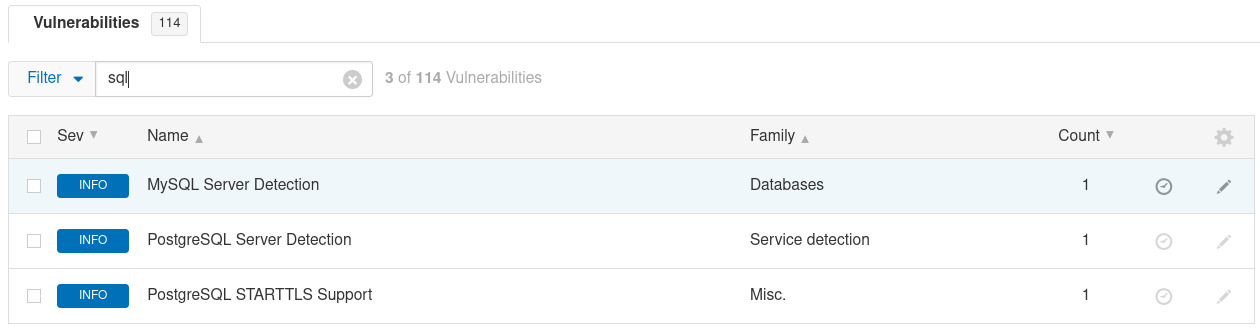 Vulnerabilities 114
Filter sql 3 of 114 Vulnerabilities
Sev Name Family Count
INFO MySQL Server Detection Databases 1
INFO PostgreSQL Server Detection Service detection 1
INFO PostgreSQL STARTTLS Support Misc. 1